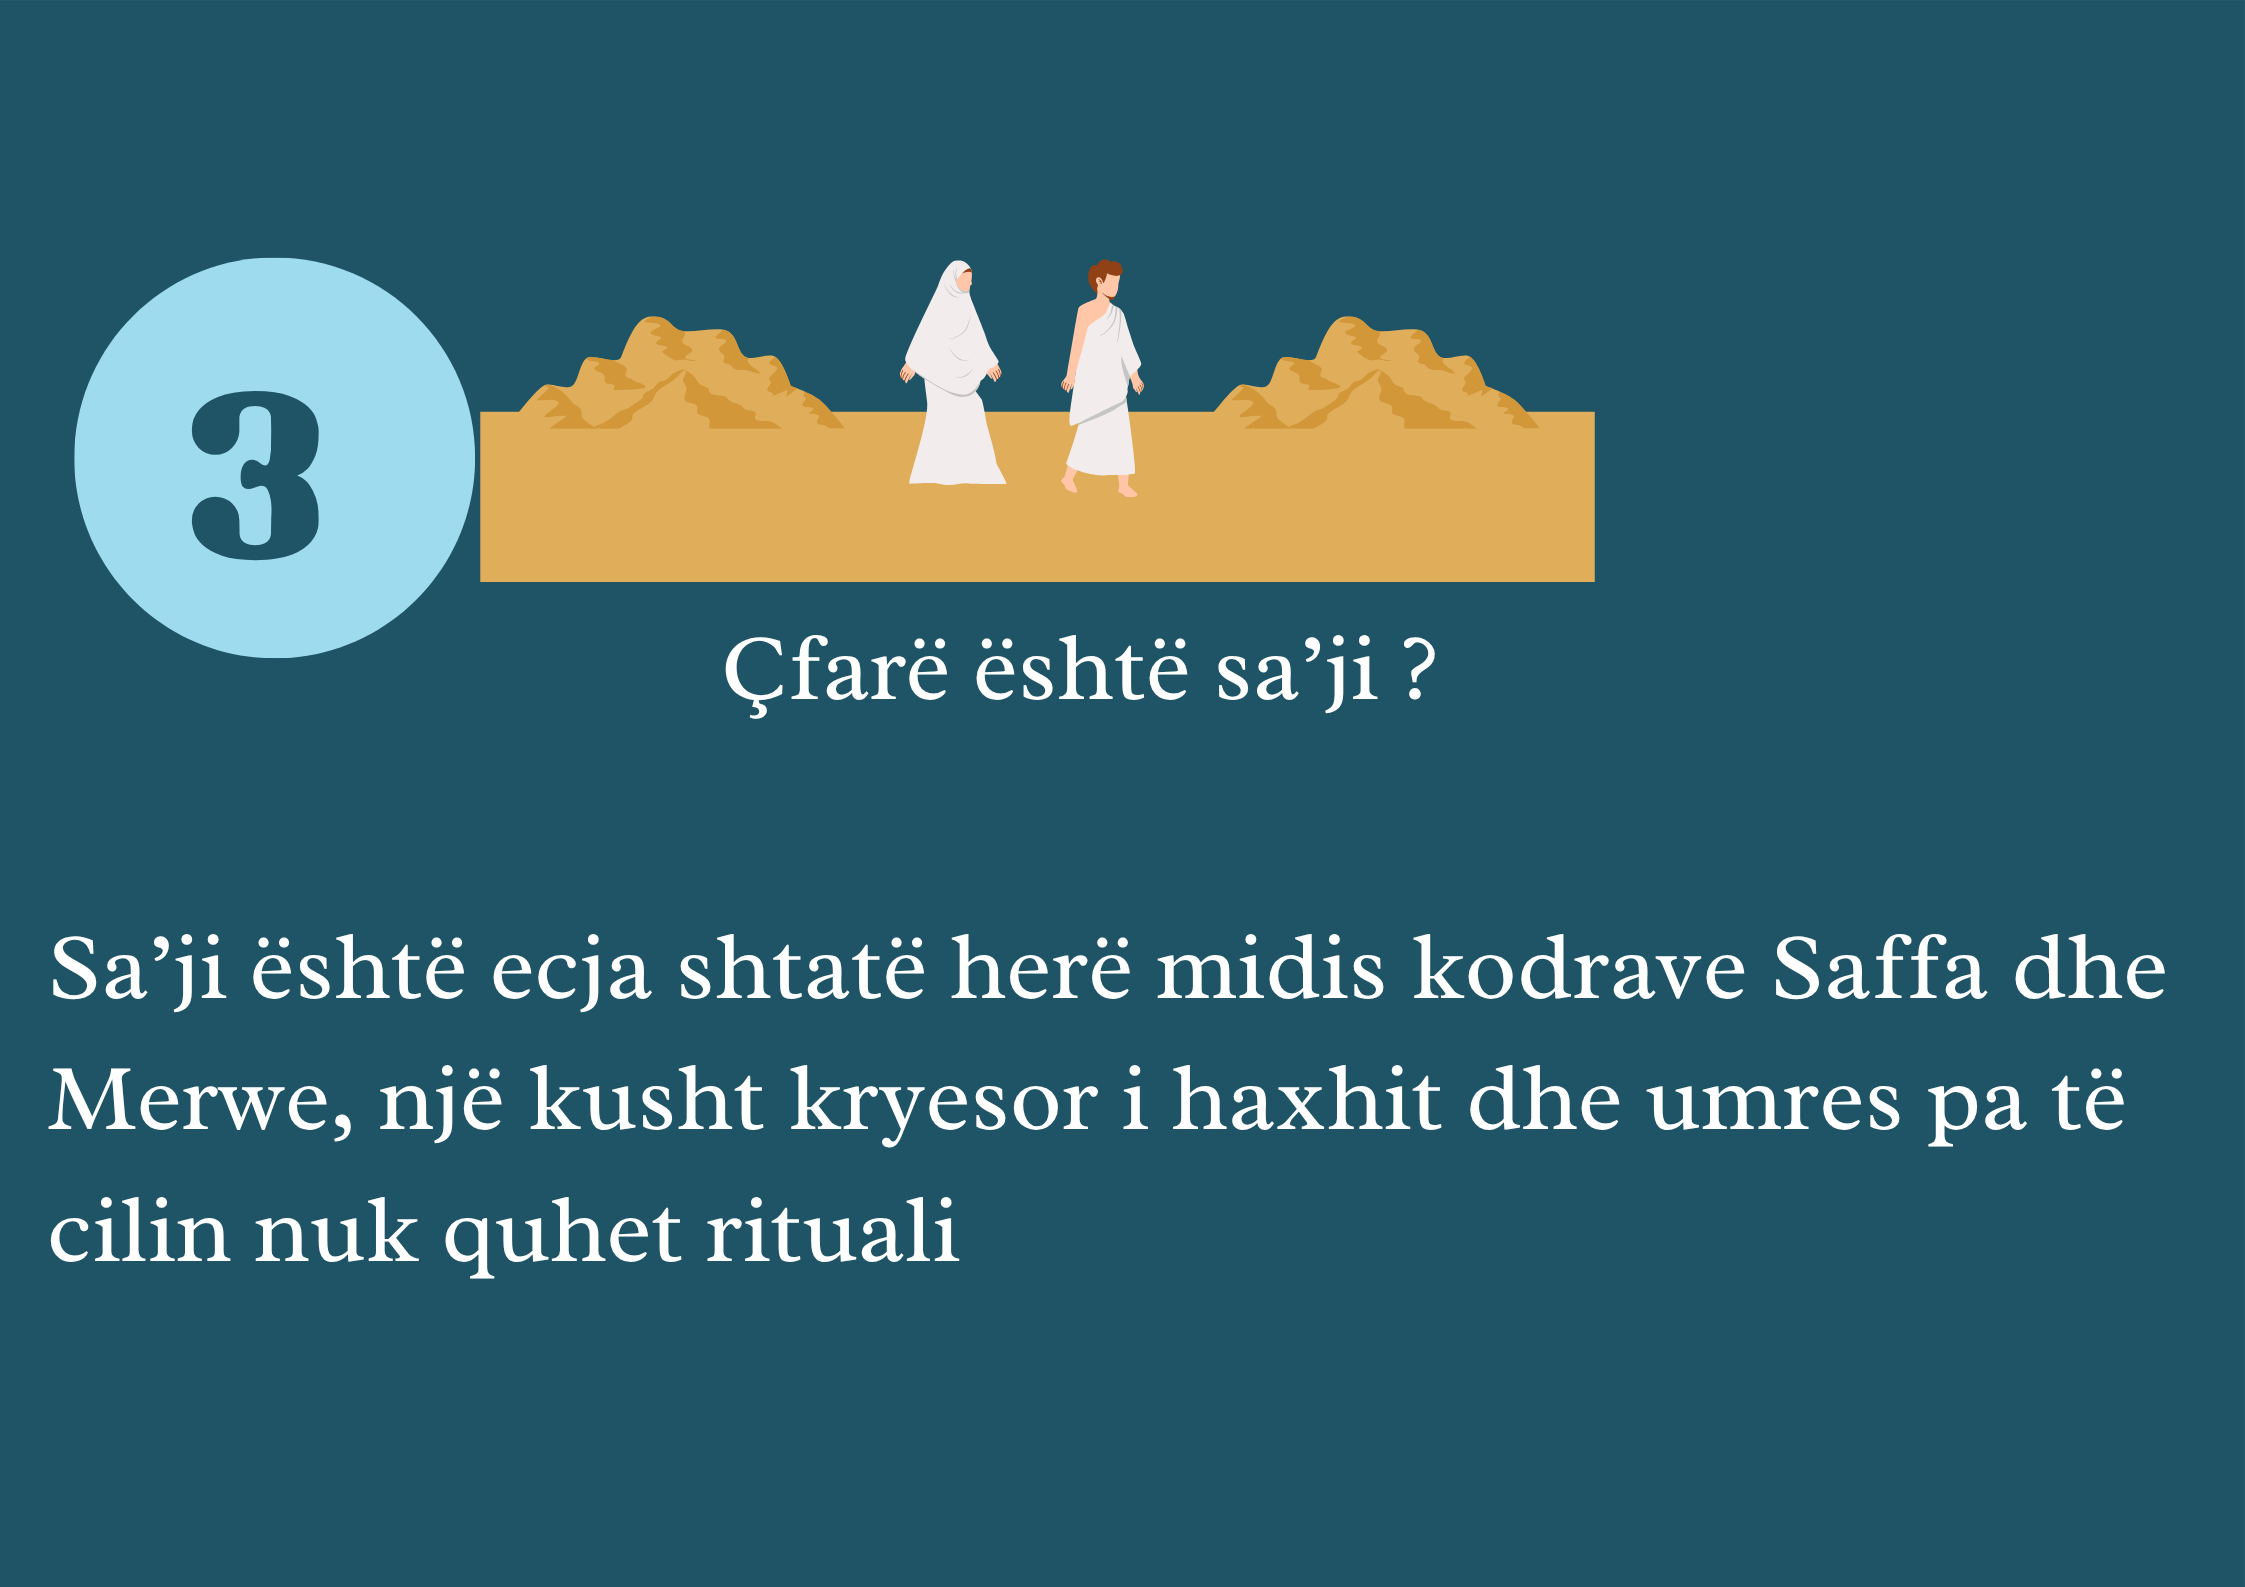 3
Çfarë është sa’ji ?
Sa’ji është ecja shtatë herë midis kodrave Saffa dhe
Merwe, një kusht kryesor i haxhit dhe umres pa të
cilin nuk quhet rituali